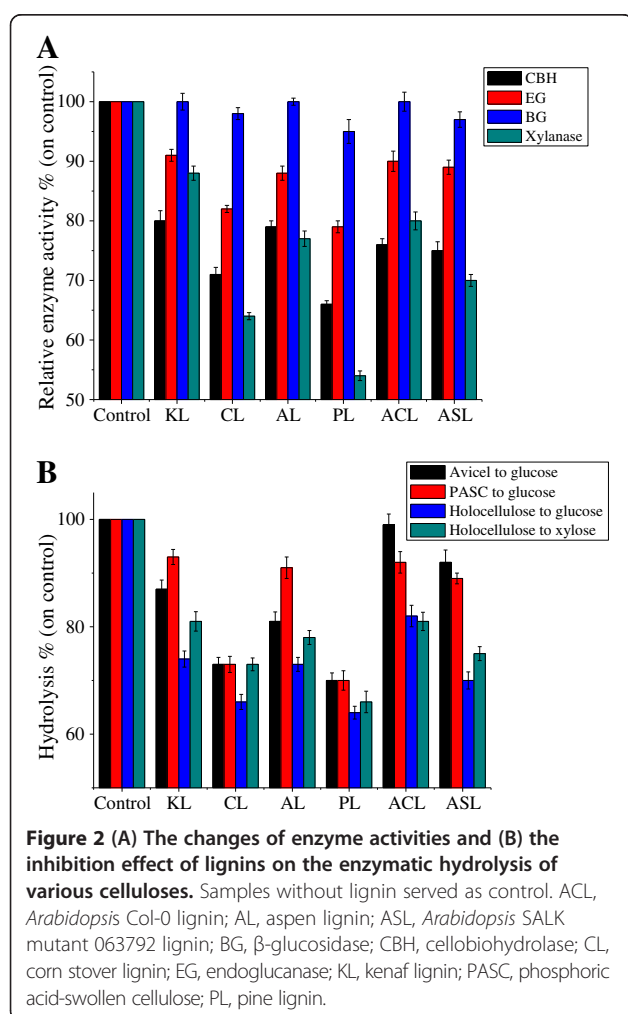 A
Relative enzyme activity % (on control)
100
90
80
70
60
50
CBH
EG
BG
Xylanase
Control KL CL AL PL ACL ASL
B
Hydrolysis % (on control)
100
80
60
Avicel to glucose
PASC to glucose
Holocellulose to glucose
Holocellulose to xylose
Control KL CL AL PL ACL ASL
Figure 2 (A) The changes of enzyme activities and (B) the
inhibition effect of lignins on the enzymatic hydrolysis of
various celluloses. Samples without lignin served as control. ACL,
Arabidopsis Col-0 lignin; AL, aspen lignin; ASL, Arabidopsis SALK
mutant 063792 lignin; BG, β-glucosidase; CBH, cellobiohydrolase; CL,
corn stover lignin; EG, endoglucanase; KL, kenaf lignin; PASC, phosphoric
acid-swollen cellulose; PL, pine lignin.